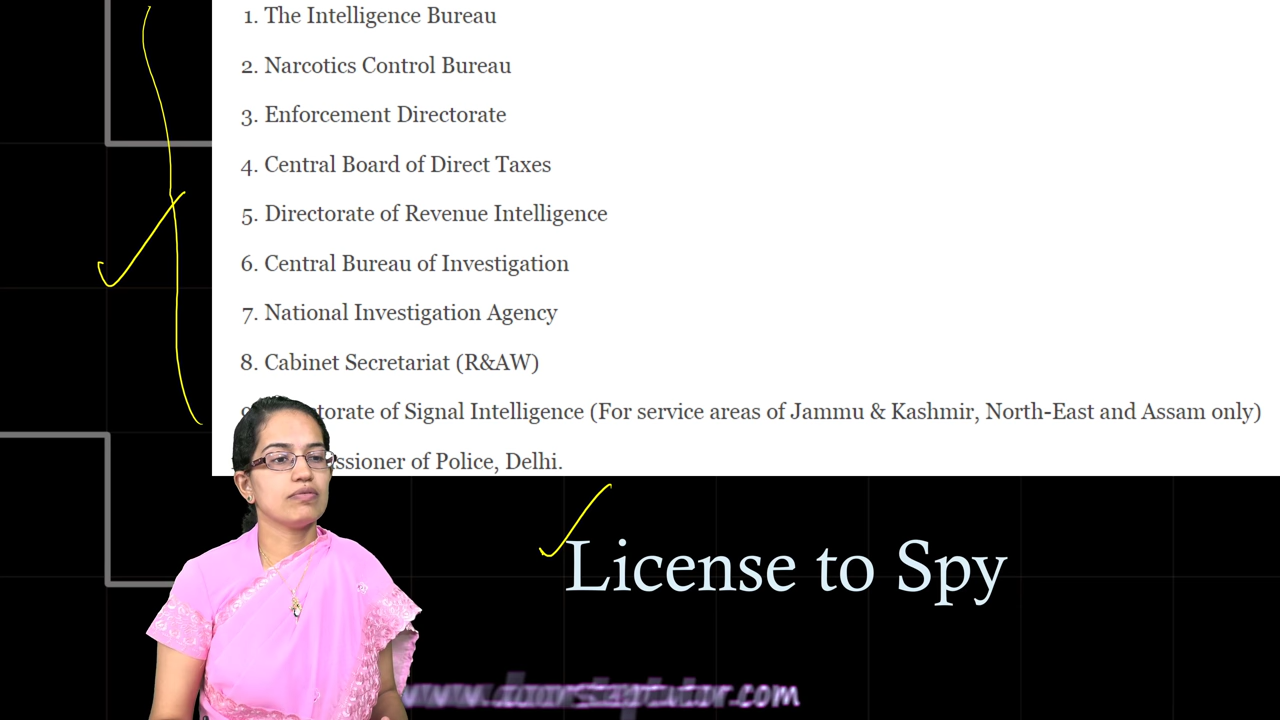 1. The Intelligence Bureau
2. Narcotics Control Bureau
3. Enforcement Directorate
4. Central Board of Direct Taxes
5. Directorate of Revenue Intelligence
6. Central Bureau of Investigation
7. National Investigation Agency
8. Cabinet Secretariat (R&AW)
of Signal Intelligence (For service areas of Jammu & Kashmir, North-East and Assam only)
of Police, Delhi.
License to Spy